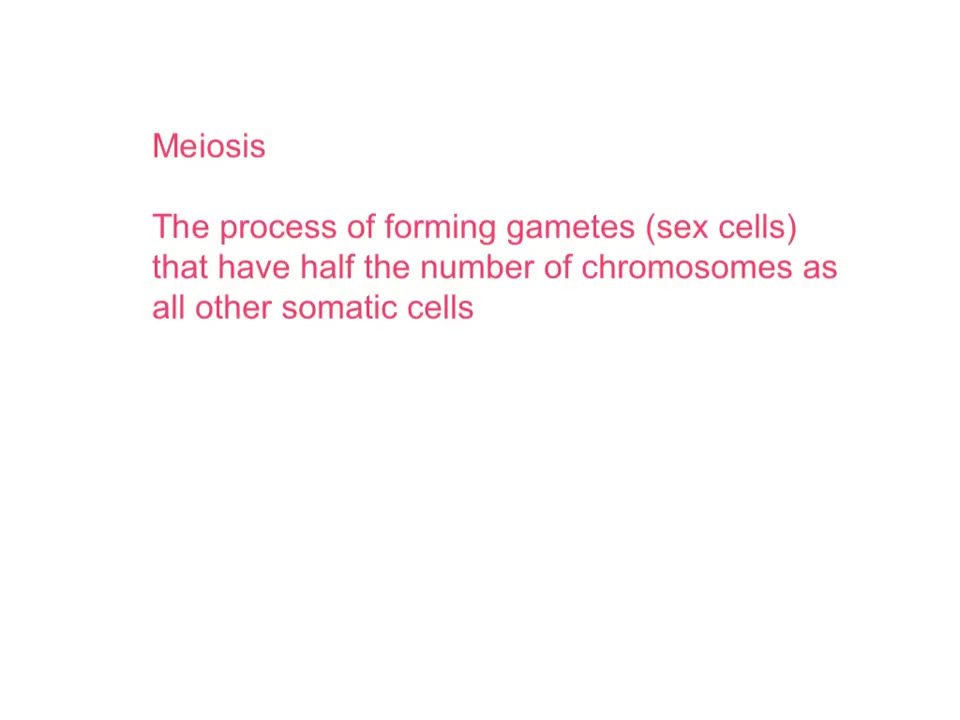 Meiosis
The process of forming gametes (sex cells)
that have half the number of chromosomes as
all other somatic cells